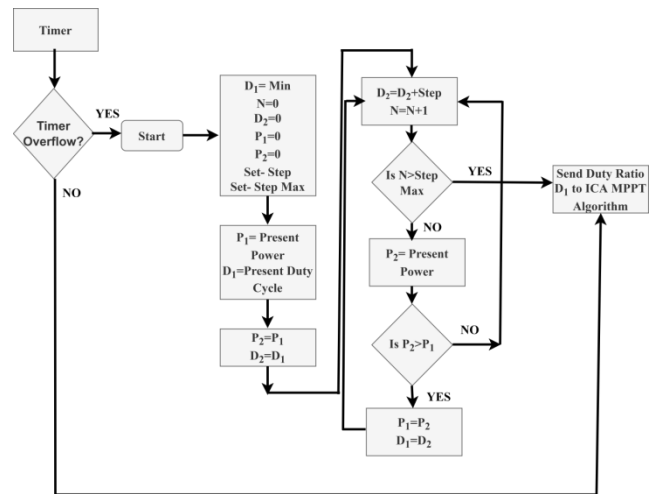 Timer
Timer
Overflow?
YES
NO
Start
D₁= Min
N=0
D₂=0
P₁=0
P₂=0
Set- Step
Set- Step Max
P₁= Present
Power
D₁=Present Duty
Cycle
P₂=P₁
D₂=D₁
D₂=D₂+Step
N=N+1
Is N>Step
Max
YES
NO
P₂= Present
Power
Is P₂>P₁
NO
YES
P₁=P₂
D₁=D₂
Send Duty Ratio
D₁ to ICA MPPT
Algorithm